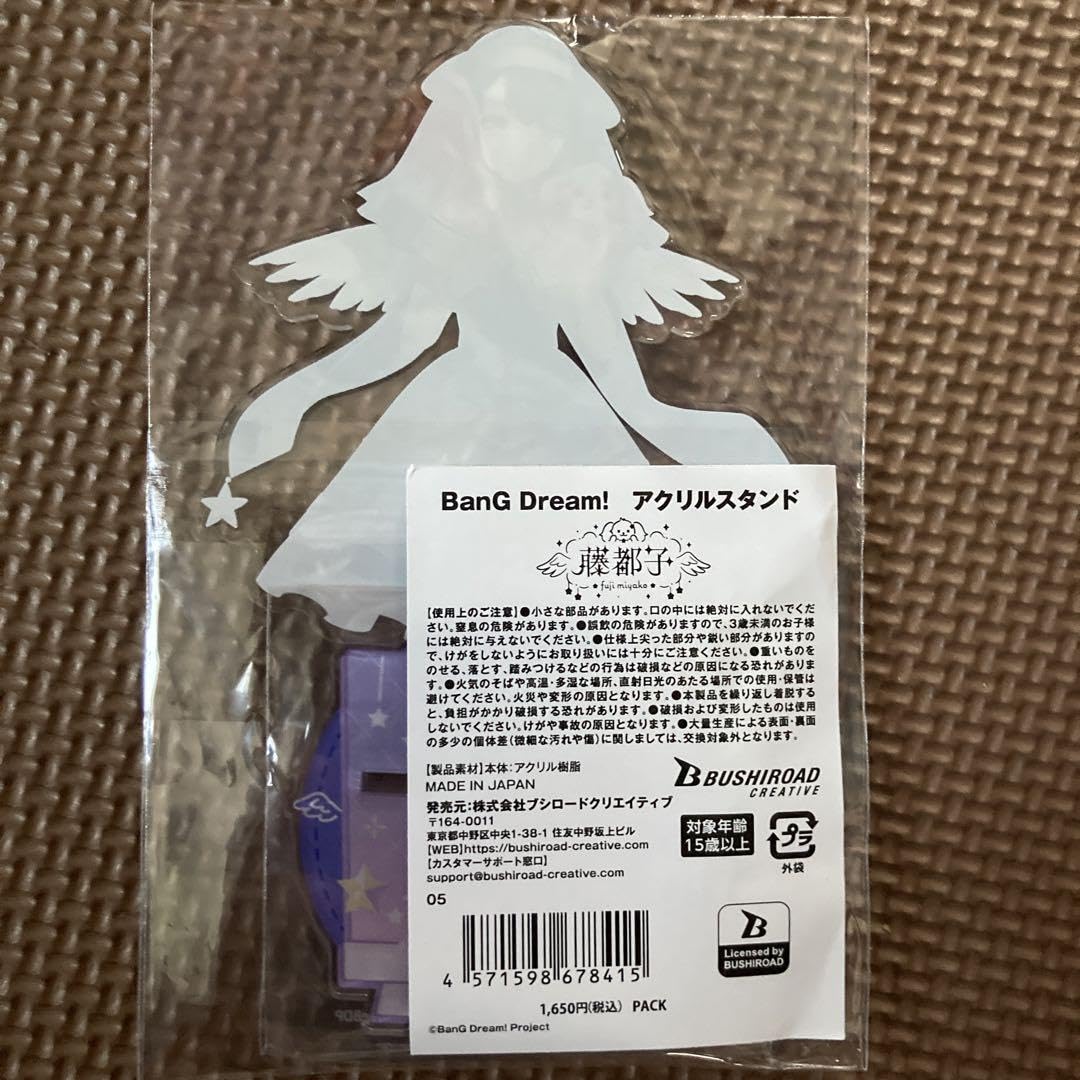 BanG Dream! アクリルスタンド
藤都子
fuji miyako
【使用上のご注意】●小さな部品があります。口の中には絶対に入れないでくだ
さい。窒息の危険があります。●誤飲の危険がありますので、3歳未満のお子様
には絶対に与えないでください。●仕様上尖った部分や鋭い部分がありますの
で、けがをしないようにお取り扱いには十分にご注意ください。●重いものを
のせる、落とす、踏みつけるなどの行為は破損などの原因になる恐れがありま
す。●火気のそばや高温・多湿な場所、直射日光のあたる場所での使用・保管は
避けてください。火災や変形の原因となります。●本製品を繰り返し着脱する
と、負担がかかり破損する恐れがあります。●破損および変形したものは使用
しないでください。けがや事故の原因となります。●大量生産による表面・裏面
の多少の個体差(微細な汚れや傷)に関しましては、交換対象外となります。
【製品素材】本体：アクリル樹脂
MADE IN JAPAN
発売元：株式会社ブシロードクリエイティブ
〒164-0011
東京都中野区中央1-38-1 住友中野坂上ビル
【WEB】https://bushiroad-creative.com
【カスタマーサポート窓口】
support@bushiroad-creative.com
05
BUSHIROAD
CREATIVE
対象年齢
15歳以上
プラ
外袋
B
Licensed by
BUSHIROAD
4 571598 678415
1,650円(税込) PACK
©BanG Dream! Project